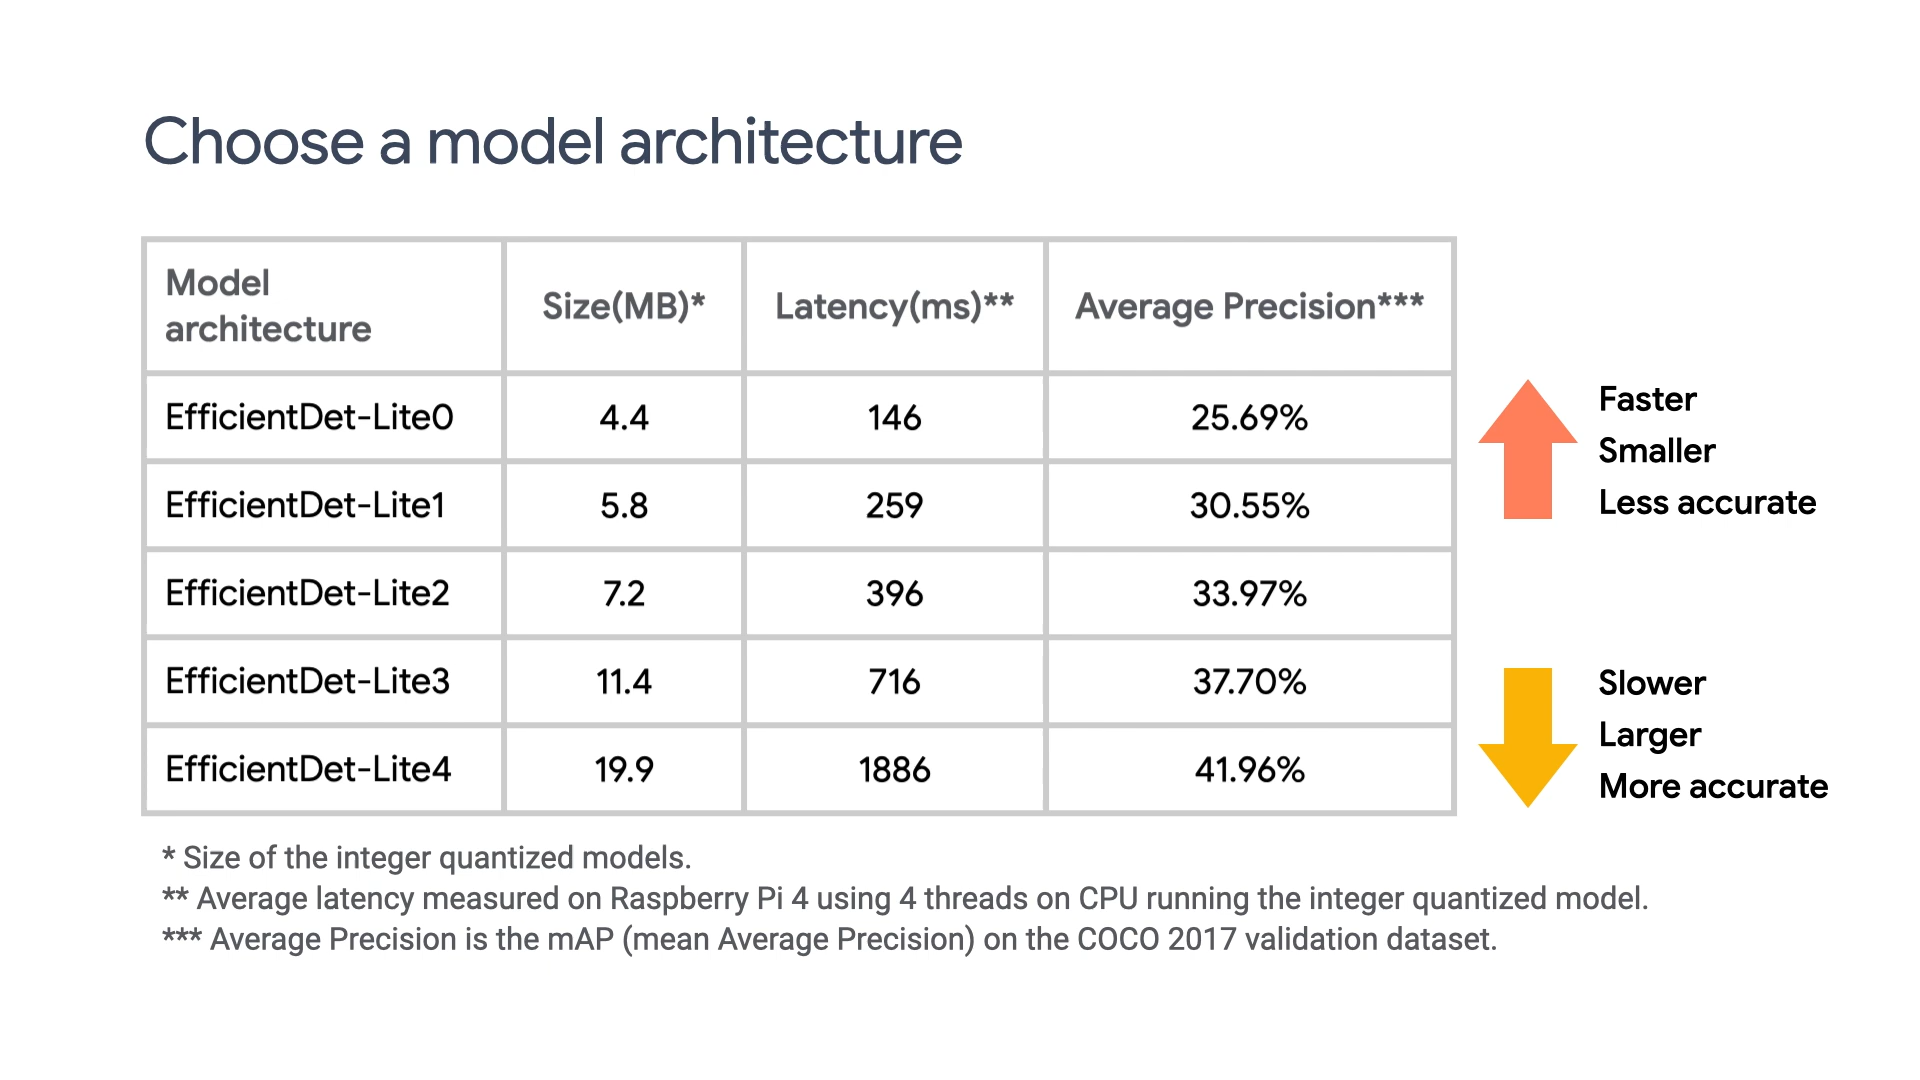 Choose a model architecture
Model
architecture
Size(MB)*
Latency(ms)**
Average Precision***
EfficientDet-Lite0 4.4 146 25.69%
EfficientDet-Lite1 5.8 259 30.55%
EfficientDet-Lite2 7.2 396 33.97%
EfficientDet-Lite3 11.4 716 37.70%
EfficientDet-Lite4 19.9 1886 41.96%
Faster
Smaller
Less accurate
Slower
Larger
More accurate
* Size of the integer quantized models.
** Average latency measured on Raspberry Pi 4 using 4 threads on CPU running the integer quantized model.
*** Average Precision is the mAP (mean Average Precision) on the COCO 2017 validation dataset.